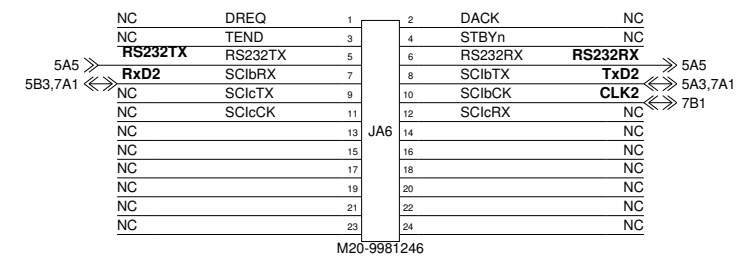 NC DREQ 1 2 DACK NC
NC TEND 3 4 STBYn NC
5A5 RS232TX RS232TX 5 6 RS232RX RS232RX 5A5
5B3,7A1 RxD2 SCIbRX 7 8 SCIbTX TxD2 5A3,7A1
NC SCIcTX 9 10 SCIbCK CLK2 7B1
NC SCIcCK 11 12 SCIcRX NC
NC 13 JA6 14 NC
NC 15 16 NC
NC 17 18 NC
NC 19 20 NC
NC 21 22 NC
NC 23 24 NC
M20-9981246